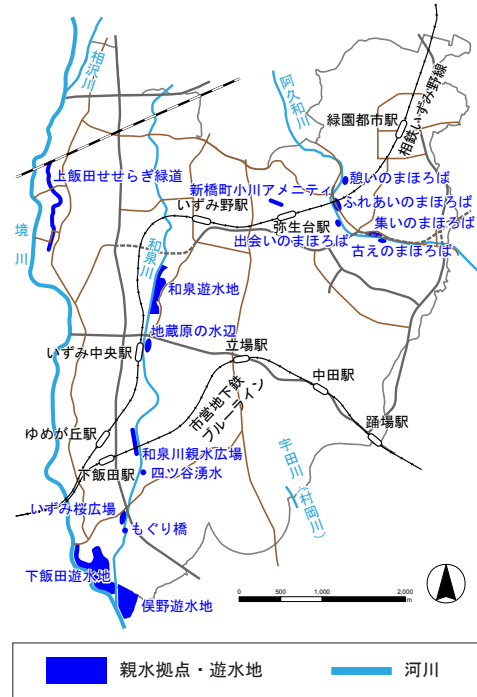 相沢川
阿久和川
緑園都市駅
相鉄いずみ野線
上飯田せせらぎ緑道
憩いのまほろば
新橋町小川アメニティ
ふれあいのまほろば
いずみ野駅
集いのまほろば
弥生台駅
出会いのまほろば
古えのまほろば
境川
和泉川
和泉遊水地
地蔵原の水辺
いずみ中央駅
立場駅
市営地下鉄
ブルーライン
中田駅
踊場駅
ゆめが丘駅
和泉川親水広場
下飯田駅
四ツ谷湧水
宇田川（村岡川）
いずみ桜広場
もぐり橋
下飯田遊水地
俣野遊水地
0 500 1,000 2,000
m
親水拠点・遊水地
河川